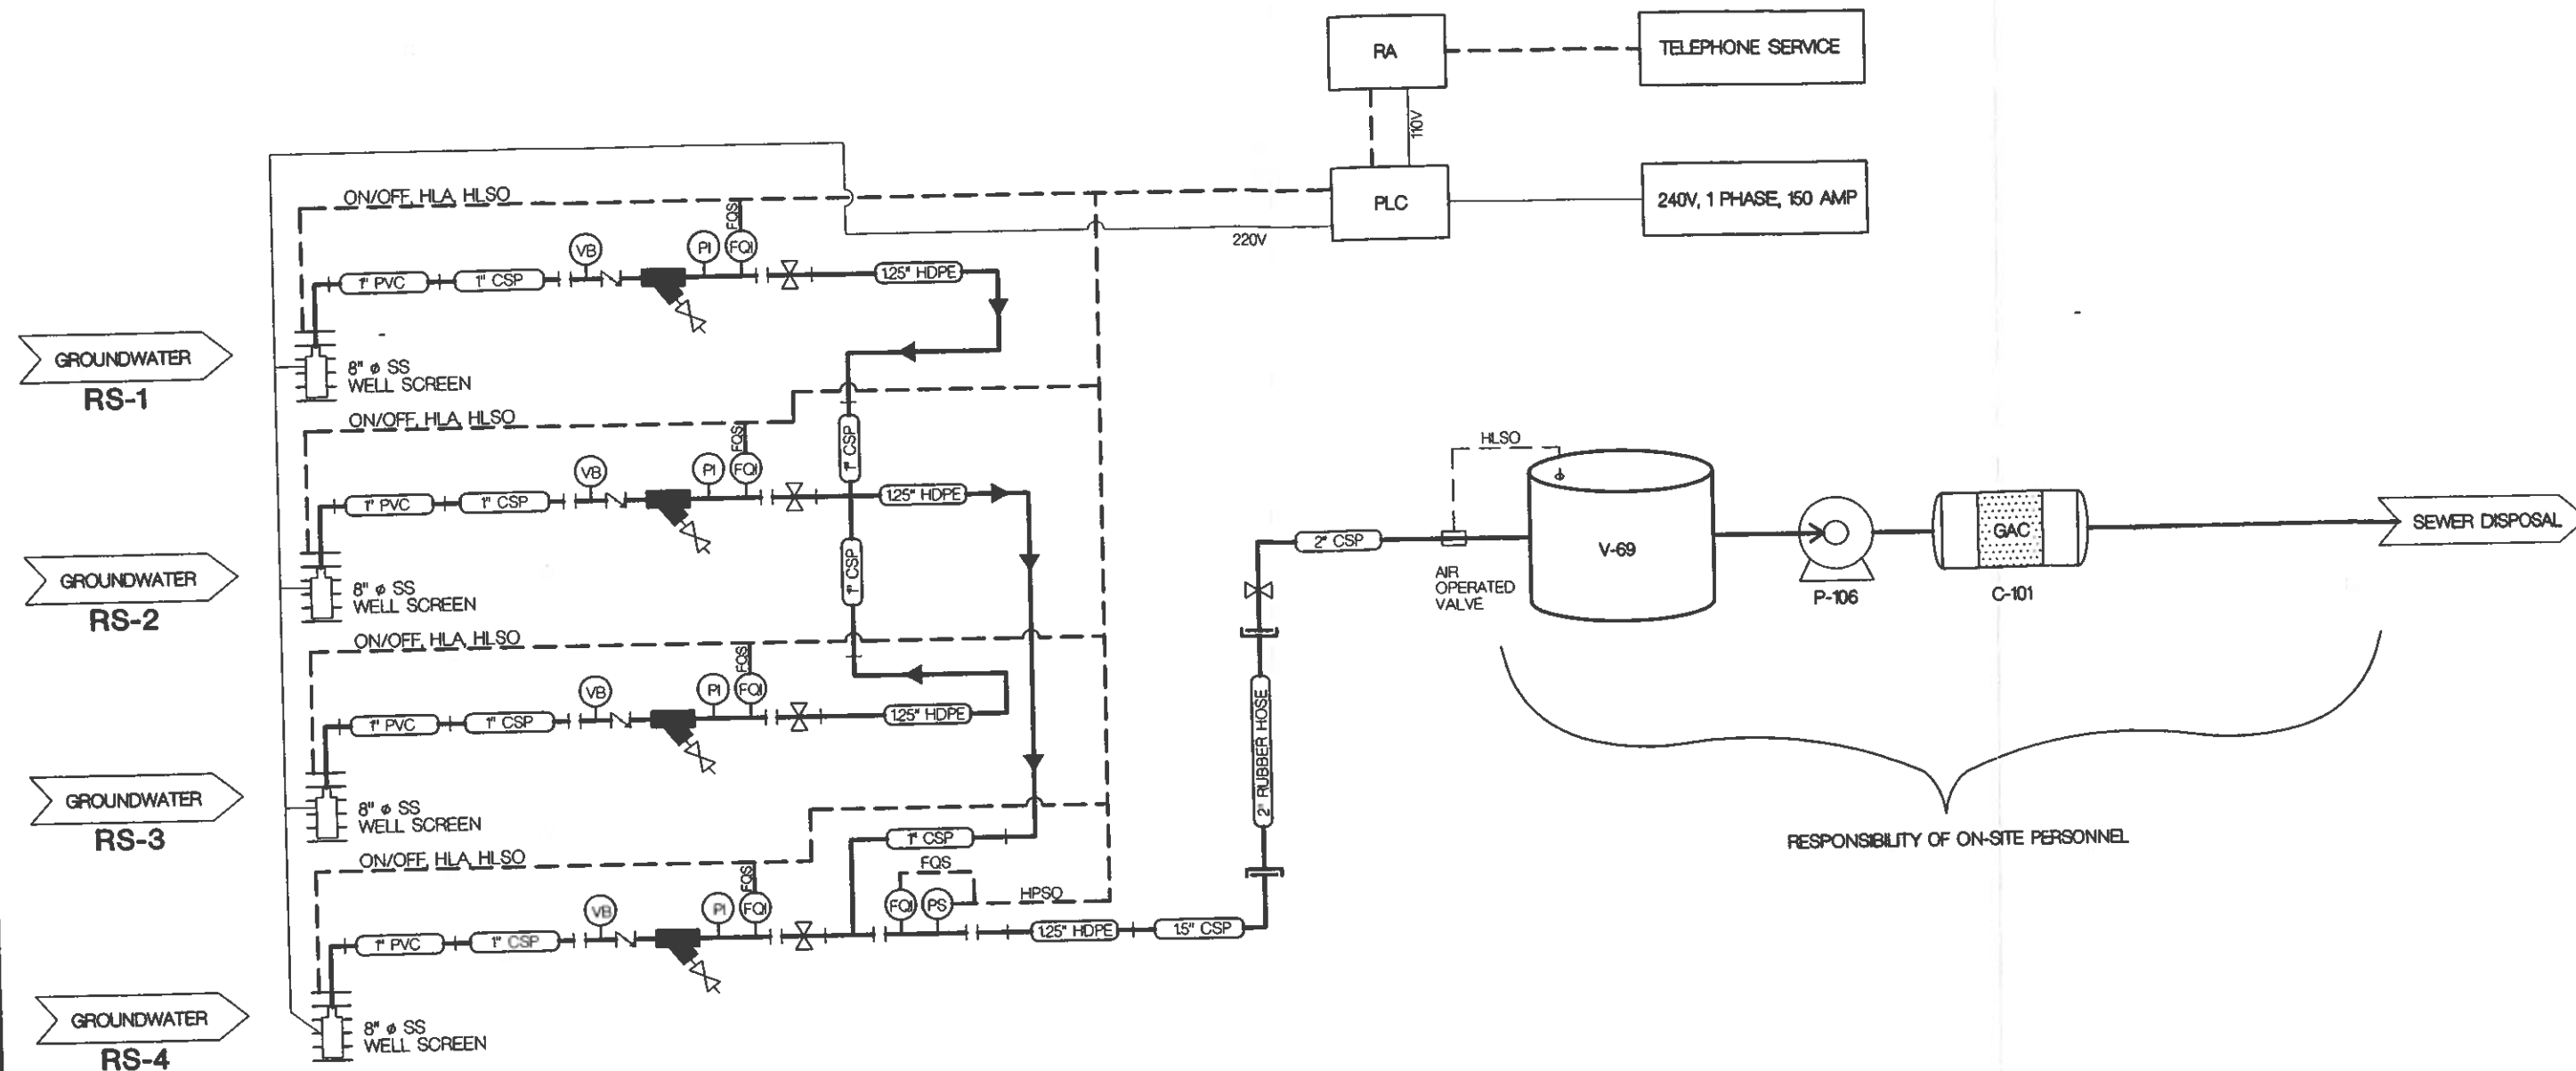 RA
TELEPHONE SERVICE
110V
PLC
240V, 1 PHASE, 150 AMP
220V
ON/OFF, HLA, HLSO
FQS
VB
PI
FQI
1" PVC
1" CSP
1.25" HDPE
GROUNDWATER
RS-1
8" ø SS
WELL SCREEN
ON/OFF, HLA, HLSO
FQS
1" CSP
VB
PI
FQI
1" PVC
1" CSP
1.25" HDPE
1" CSP
GROUNDWATER
RS-2
8" ø SS
WELL SCREEN
ON/OFF, HLA, HLSO
FQS
VB
PI
FQI
1" PVC
1" CSP
1.25" HDPE
GROUNDWATER
RS-3
8" ø SS
WELL SCREEN
ON/OFF, HLA, HLSO
FQS
1" CSP
FQS
HPSO
VB
PI
FQI
FQI
PS
1" PVC
1" CSP
1.25" HDPE
1.5" CSP
GROUNDWATER
RS-4
8" ø SS
WELL SCREEN
2" RUBBER HOSE
2" CSP
HLSO
AIR
OPERATED
VALVE
V-69
P-106
GAC
C-101
SEWER DISPOSAL
RESPONSIBILITY OF ON-SITE PERSONNEL